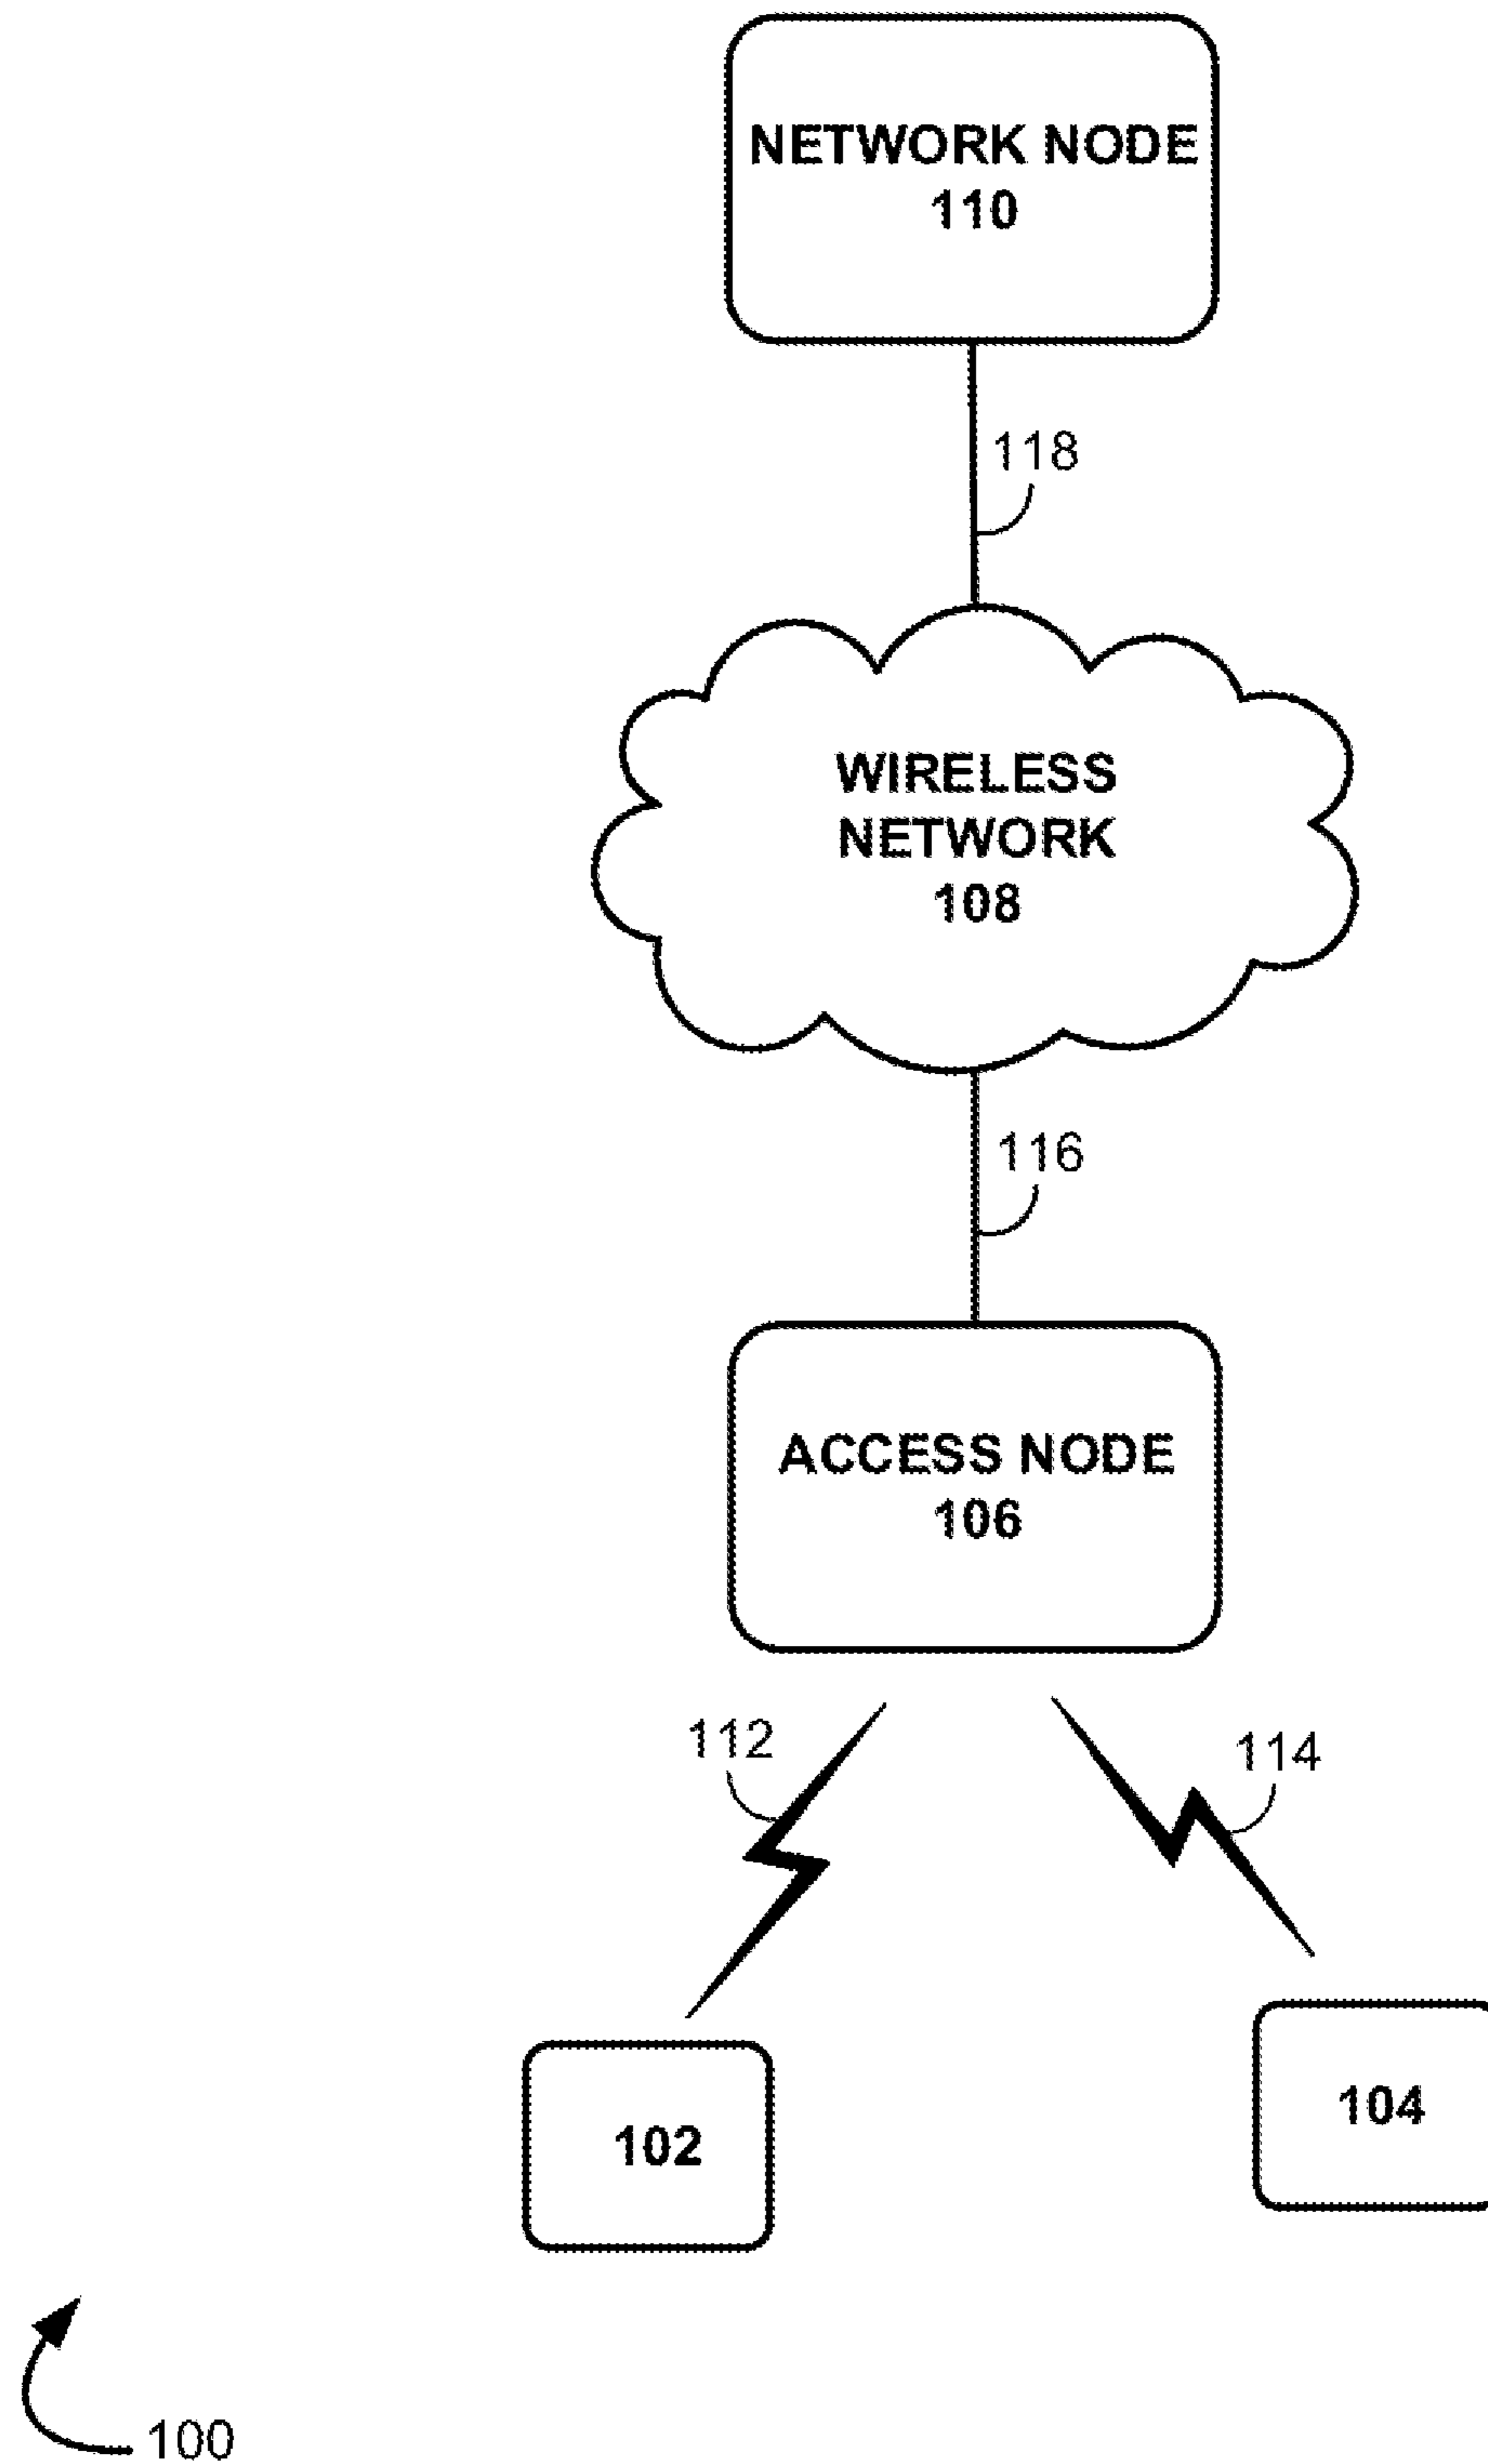 NETWORK NODE
110
118
WIRELESS
NETWORK
108
116
ACCESS NODE
106
112
114
102
104
100